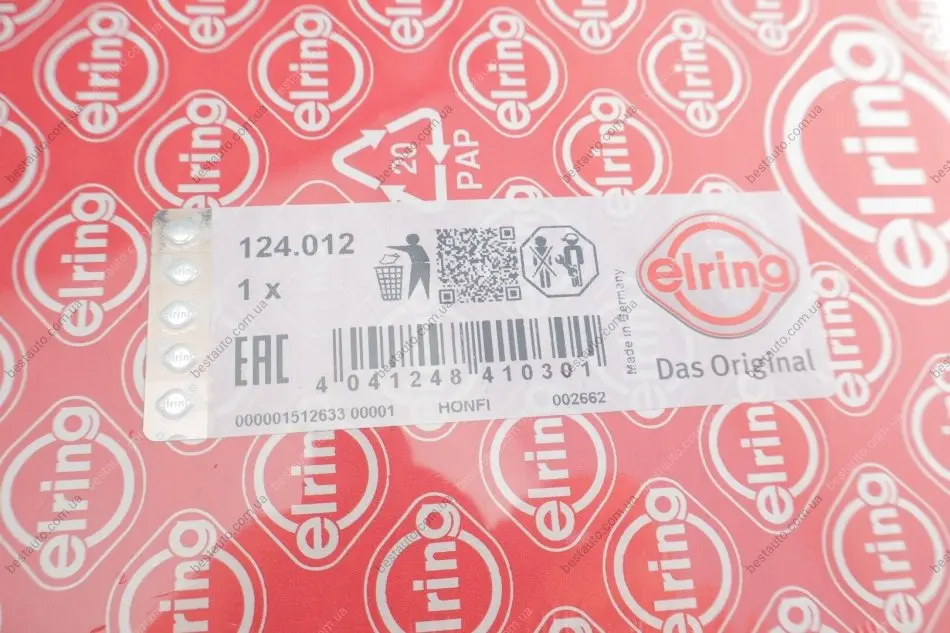 20
PAP
124.012
1 x
EAC
4 041248 410301
000001512633 00001
HONFI
002662
Made in Germany
elring
Das Original
elring
bestauto.com.ua